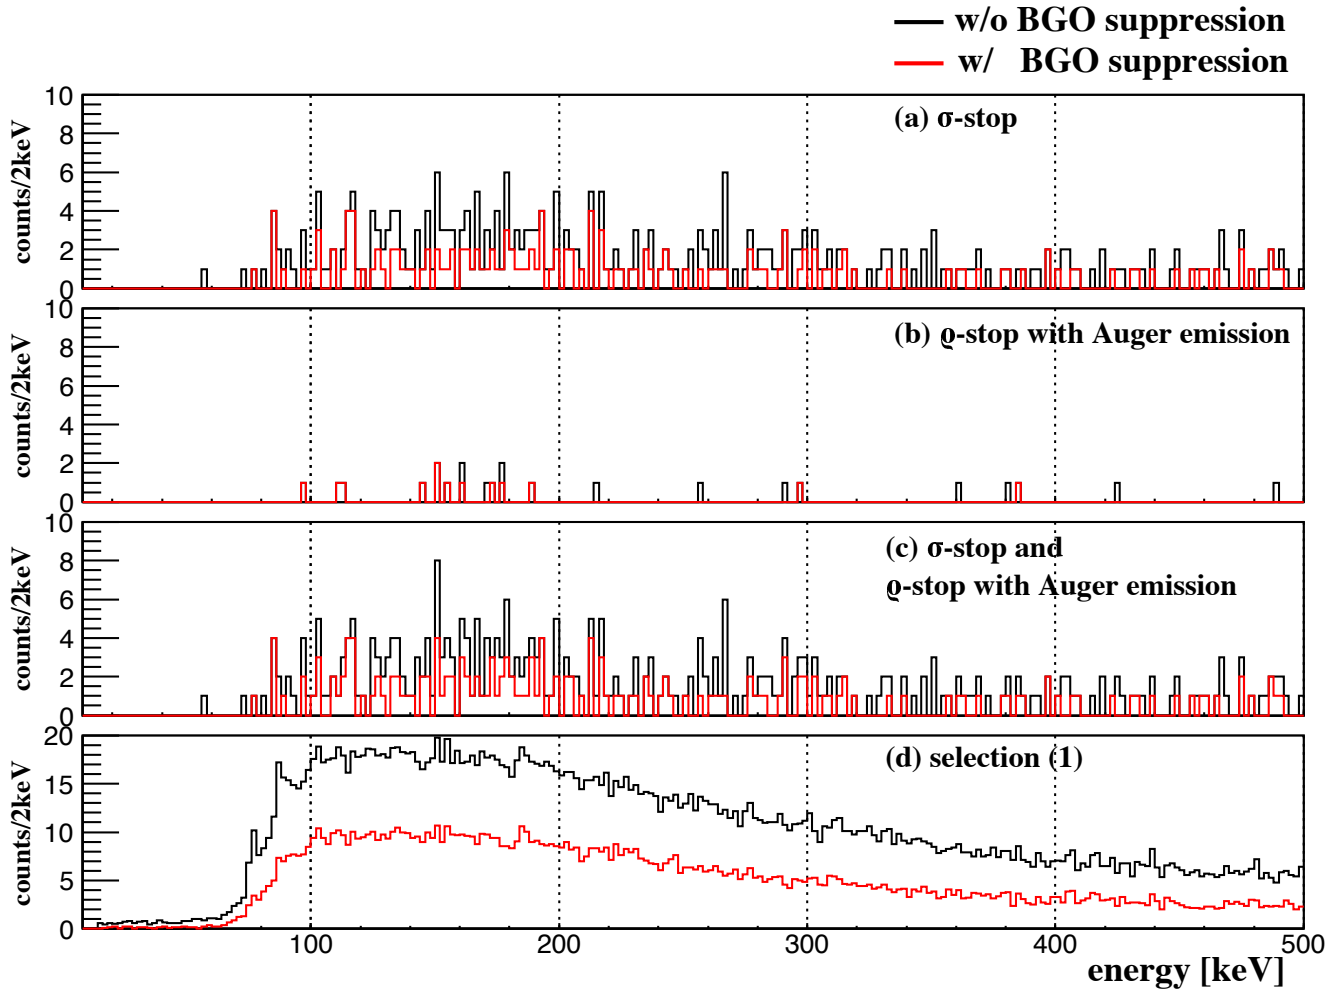 w/o BGO suppression
w/ BGO suppression
(a) σ-stop
counts/2keV
10
8
6
4
2
0
(b) ϱ-stop with Auger emission
counts/2keV
10
8
6
4
2
0
(c) σ-stop and
ϱ-stop with Auger emission
counts/2keV
10
8
6
4
2
0
(d) selection (1)
counts/2keV
20
15
10
5
0
100 200 300 400 500
energy [keV]